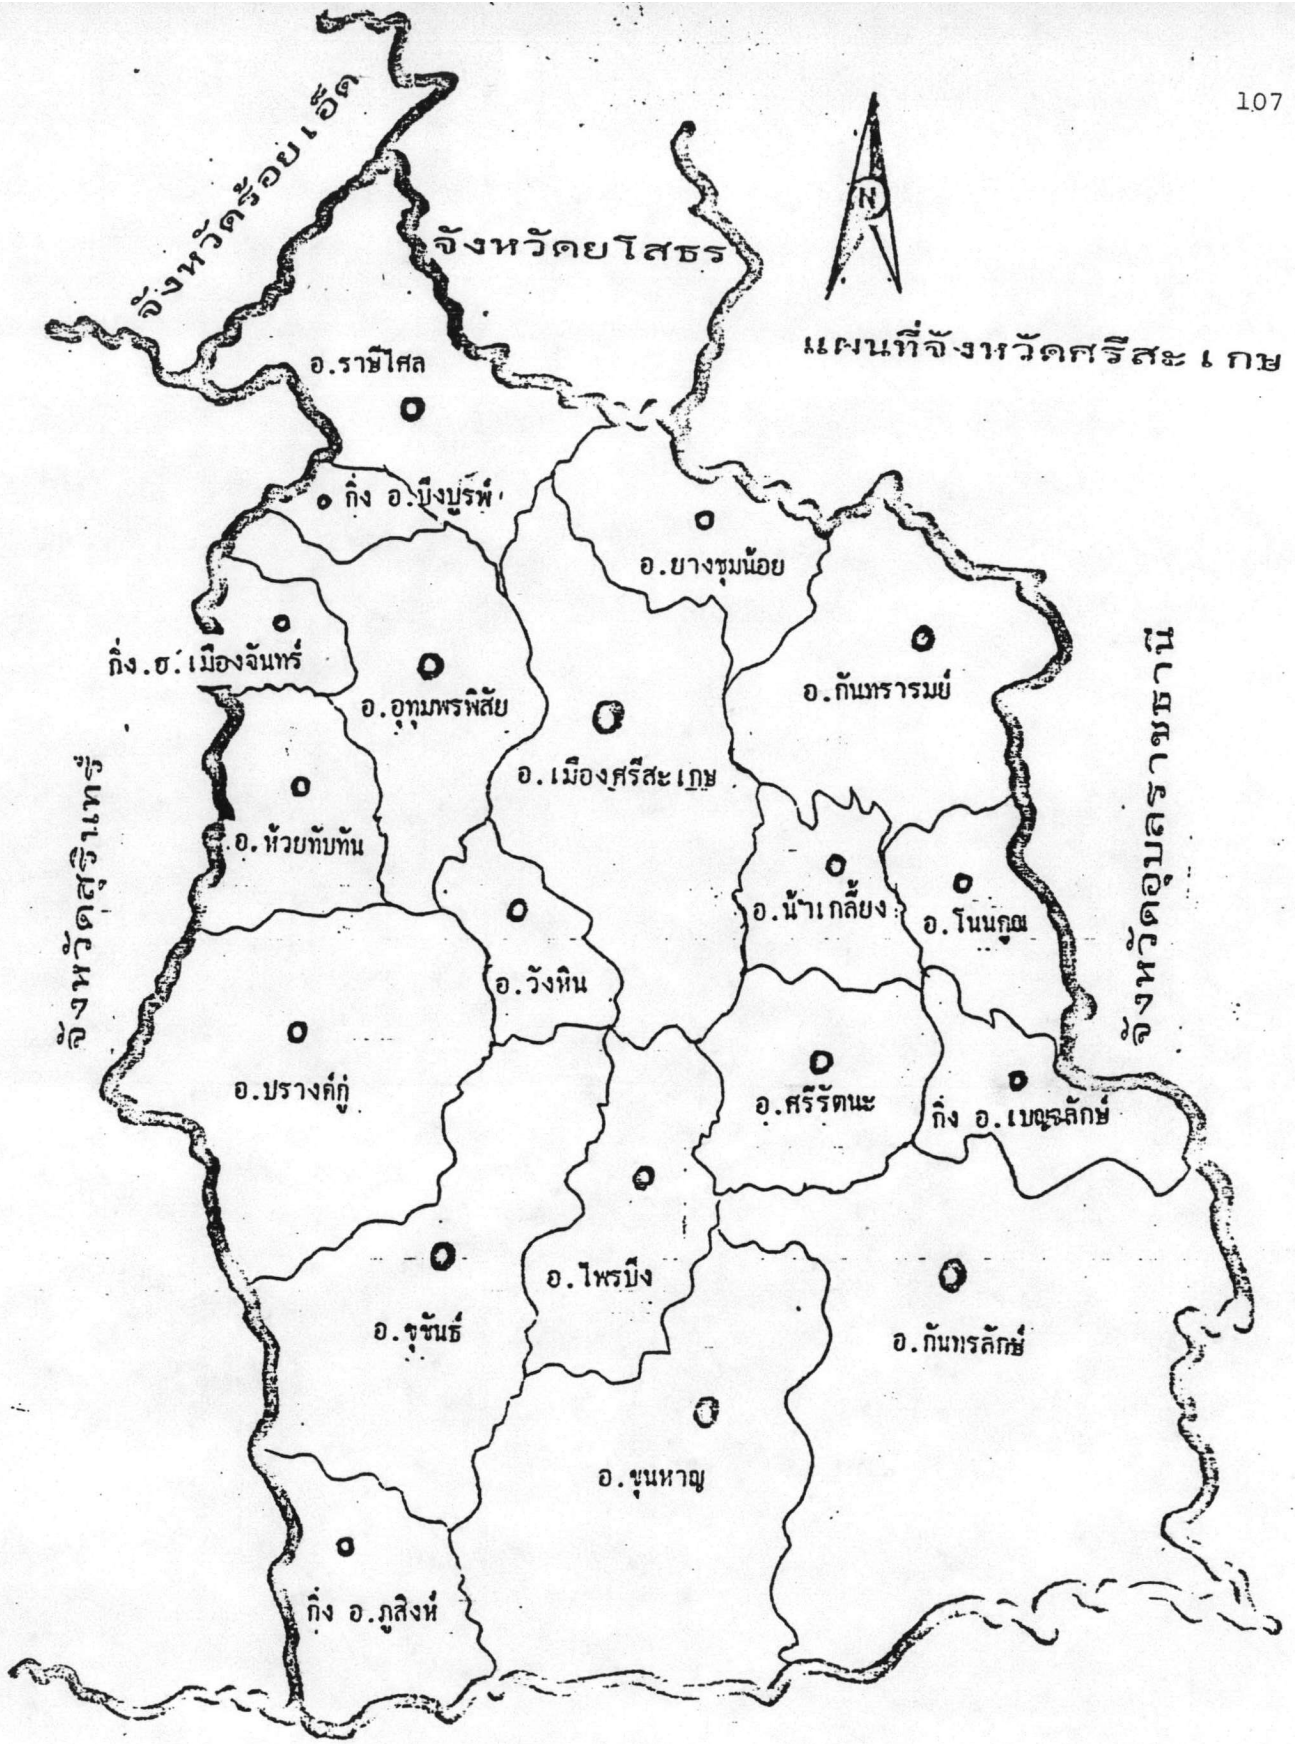 107
จังหวัดร้อยเอ็ด
จังหวัดยโสธร
N
แผนที่จังหวัดศรีสะเกษ
อ.ราษีไศล
กิ่ง อ.บึงบูรพ์
อ.ยางชุมน้อย
กิ่ง.อ.เมืองจันทร์
อ.อุทุมพรพิสัย
อ.กันทรารมย์
จังหวัดอุบลราชธานี
อ.เมืองศรีสะเกษ
จังหวัดสุรินทร์
อ.ห้วยทับทัน
อ.น้ำเกลี้ยง
อ.โนนคูณ
อ.วังหิน
อ.ปรางค์กู่
อ.ศรีรัตนะ
กิ่ง อ.เบญจลักษ์
อ.ไพรบึง
อ.ขุขันธ์
อ.กันทรลักษ์
อ.ขุนหาญ
กิ่ง อ.ภูสิงห์